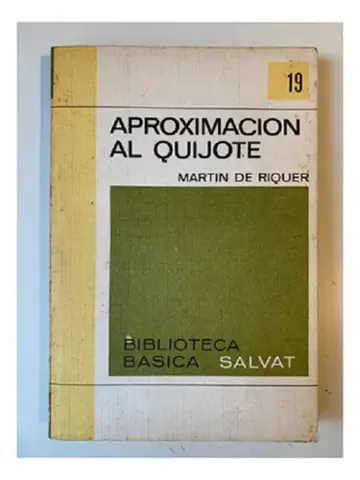 19
APROXIMACION
AL QUIJOTE
MARTIN DE RIQUER
BIBLIOTECA
BASICA SALVAT